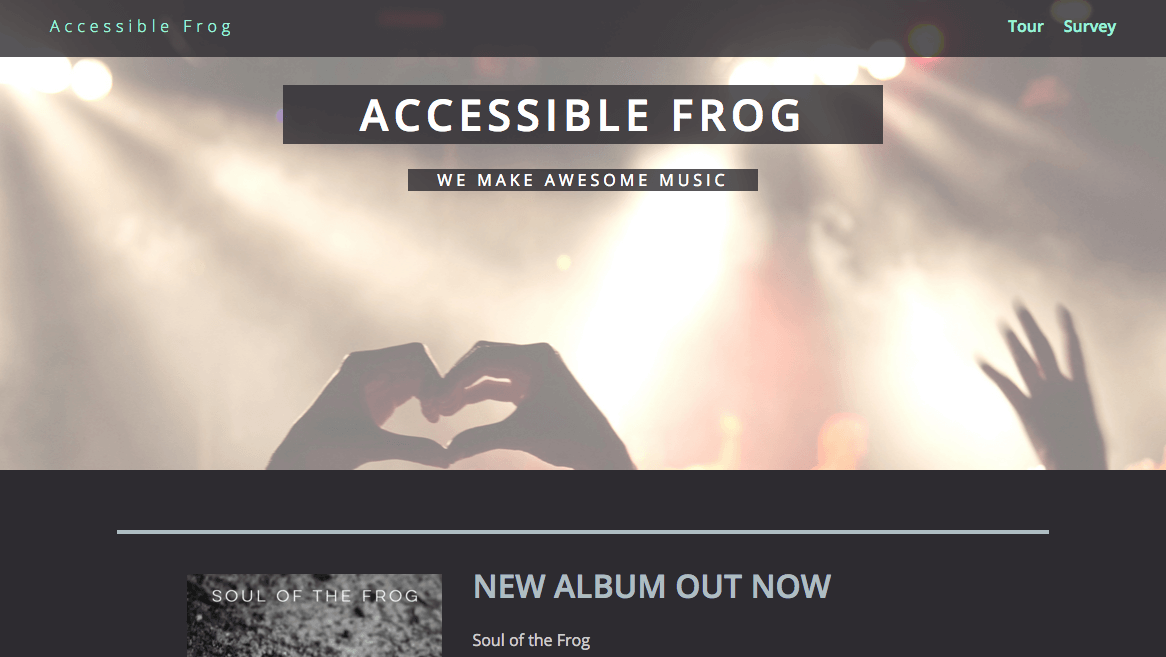 Accessible Frog
Tour Survey
ACCESSIBLE FROG
WE MAKE AWESOME MUSIC
SOUL OF THE FROG
NEW ALBUM OUT NOW
Soul of the Frog